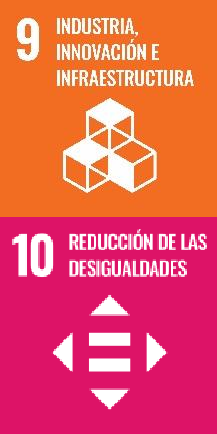 9 INDUSTRIA,
INNOVACIÓN E
INFRAESTRUCTURA
10 REDUCCIÓN DE LAS
DESIGUALDADES